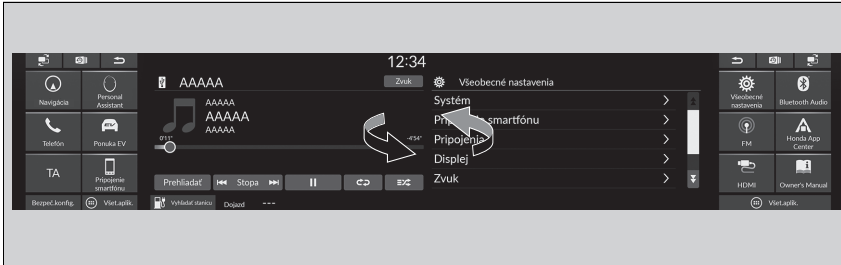 12:34
Navigácia
Personal
Assistant
Telefón
Ponuka EV
TA
Pripojenie
smartfónu
Bezpeč.konfig.
Všet.aplik.
AAAAA
Zvuk
AAAAA
AAAAA
AAAAA
0'11"
-4'54"
Prehliadať
Stopa
Vyhľadať stanicu
Dojazd
---
Všeobecné nastavenia
Systém
smartfónu
Pripojenia
Displej
Zvuk
Všeobecné
nastavenia
Bluetooth Audio
FM
Honda App
Center
HDMI
Owner's Manual
Všet.aplik.